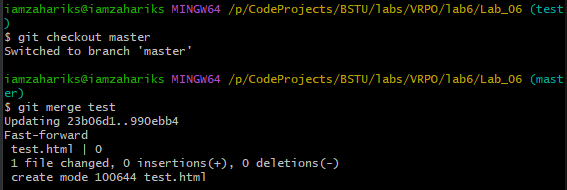 iamzahariks@iamzahariks MINGW64 /p/CodeProjects/BSTU/labs/VRPO/lab6/Lab_06 (test
)
$ git checkout master
Switched to branch 'master'
iamzahariks@iamzahariks MINGW64 /p/CodeProjects/BSTU/labs/VRPO/lab6/Lab_06 (mast
er)
$ git merge test
Updating 23b06d1..990ebb4
Fast-forward
 test.html | 0
 1 file changed, 0 insertions(+), 0 deletions(-)
 create mode 100644 test.html